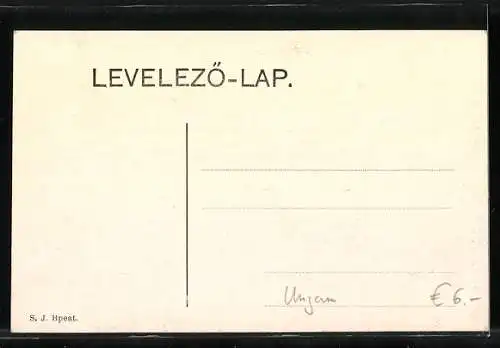 LEVELEZŐ-LAP.
Ungarn € 6.-
S. J. Bpest.